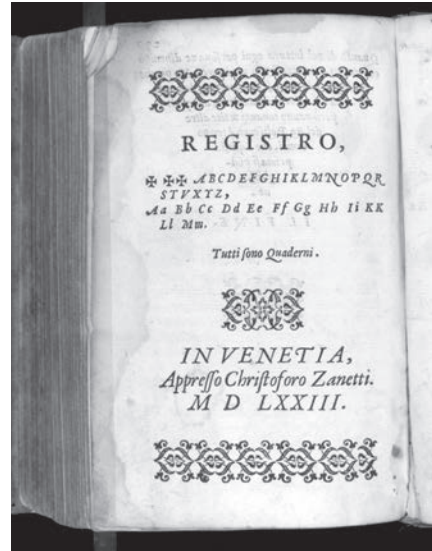 REGISTRO,
✠ ✠✠ ABCDEFGHIKLMNOPQR
STVXYZ,
Aa Bb Cc Dd Ee Ff Gg Hh Ii KK
Ll Mm.
Tutti ſono Quaderni.
IN VENETIA,
Appreſſo Chriſtoforo Zanetti.
M D LXXIII.